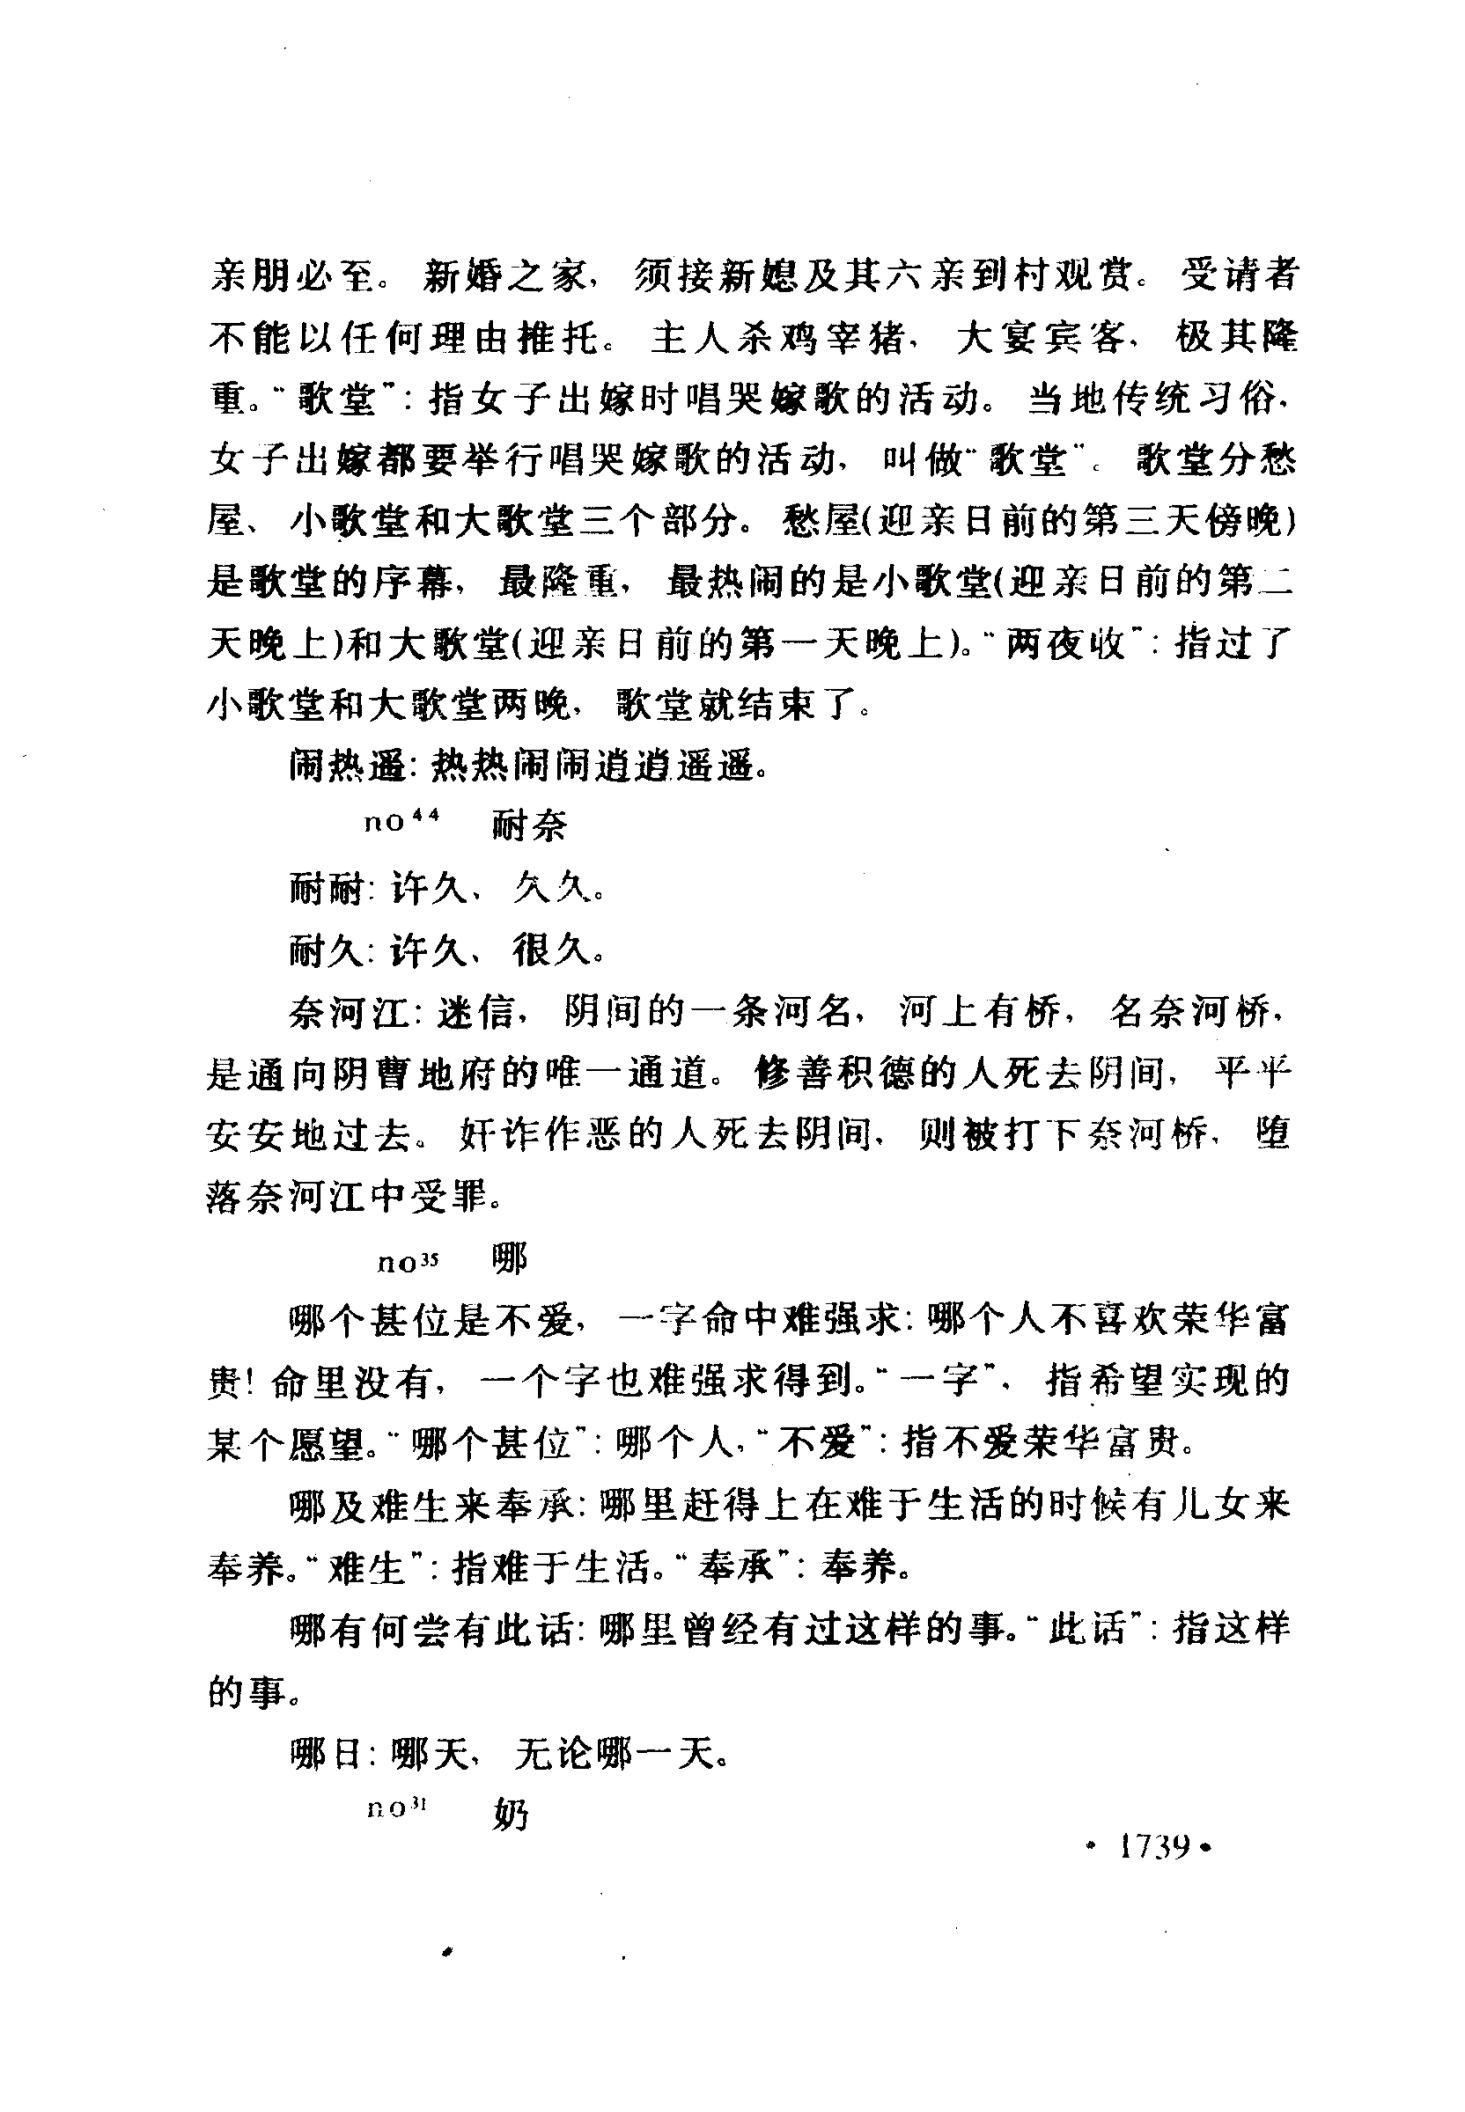 亲朋必至。新婚之家，须接新媳及其六亲到村观赏。受请者
不能以任何理由推托。主人杀鸡宰猪，大宴宾客，极其隆
重。“歌堂”：指女子出嫁时唱哭嫁歌的活动。当地传统习俗，
女子出嫁都要举行唱哭嫁歌的活动，叫做“歌堂”。歌堂分愁
屋、小歌堂和大歌堂三个部分。愁屋(迎亲日前的第三天傍晚)
是歌堂的序幕，最隆重，最热闹的是小歌堂(迎亲日前的第二
天晚上)和大歌堂(迎亲日前的第一天晚上)。“两夜收”：指过了
小歌堂和大歌堂两晚，歌堂就结束了。
闹热遥：热热闹闹逍逍遥遥。
no⁴⁴ 耐奈
耐耐：许久、久久。
耐久：许久、很久。
奈河江：迷信，阴间的一条河名，河上有桥，名奈河桥，
是通向阴曹地府的唯一通道。修善积德的人死去阴间，平平
安安地过去。奸诈作恶的人死去阴间，则被打下奈河桥，堕
落奈河江中受罪。
no³⁵ 哪
哪个甚位是不爱，一字命中难强求：哪个人不喜欢荣华富
贵！命里没有，一个字也难强求得到。“一字”，指希望实现的
某个愿望。“哪个甚位”：哪个人，“不爱”：指不爱荣华富贵。
哪及难生来奉承：哪里赶得上在难于生活的时候有儿女来
奉养。“难生”：指难于生活。“奉承”：奉养。
哪有何尝有此话：哪里曾经有过这样的事。“此话”：指这样
的事。
哪日：哪天，无论哪一天。
no³¹ 奶
·1739·